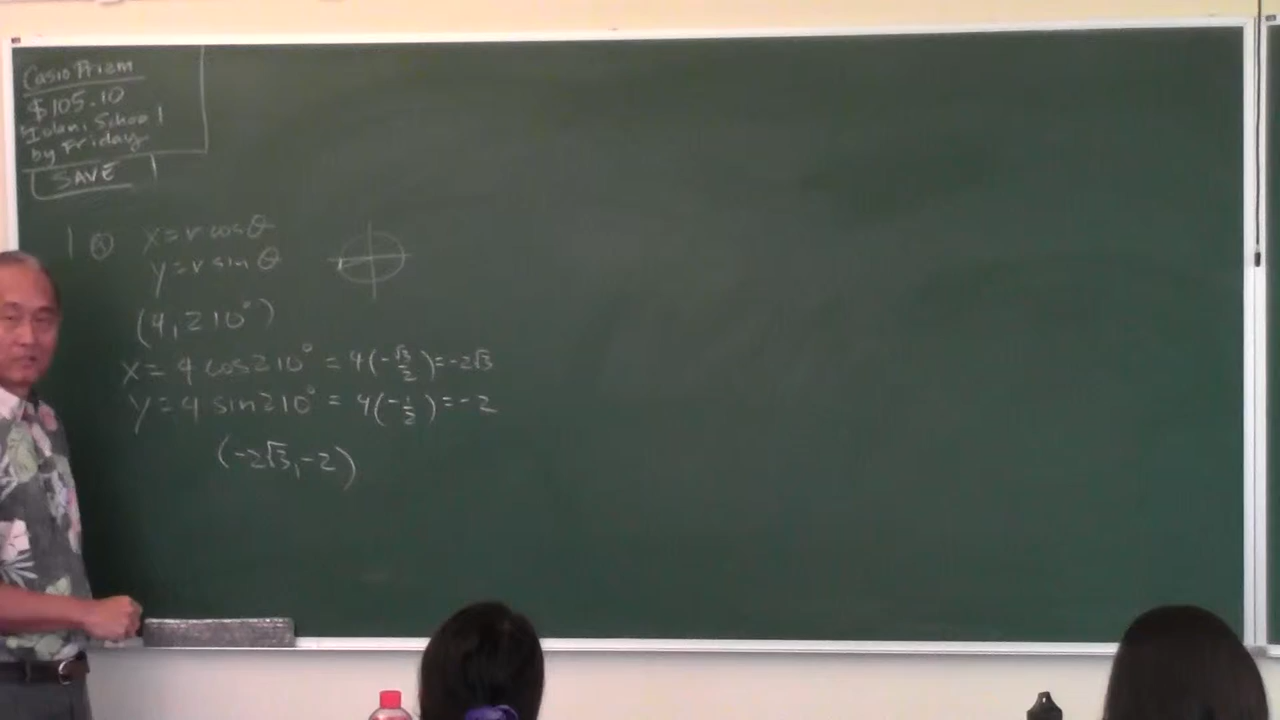 Casio Prizm
$105.10
Iolani School
by Friday
SAVE
1 (a) x = r cos θ
y = r sin θ
(4, 210°)
x = 4 cos 210° = 4(-√3/2) = -2√3
y = 4 sin 210° = 4(-1/2) = -2
(-2√3, -2)